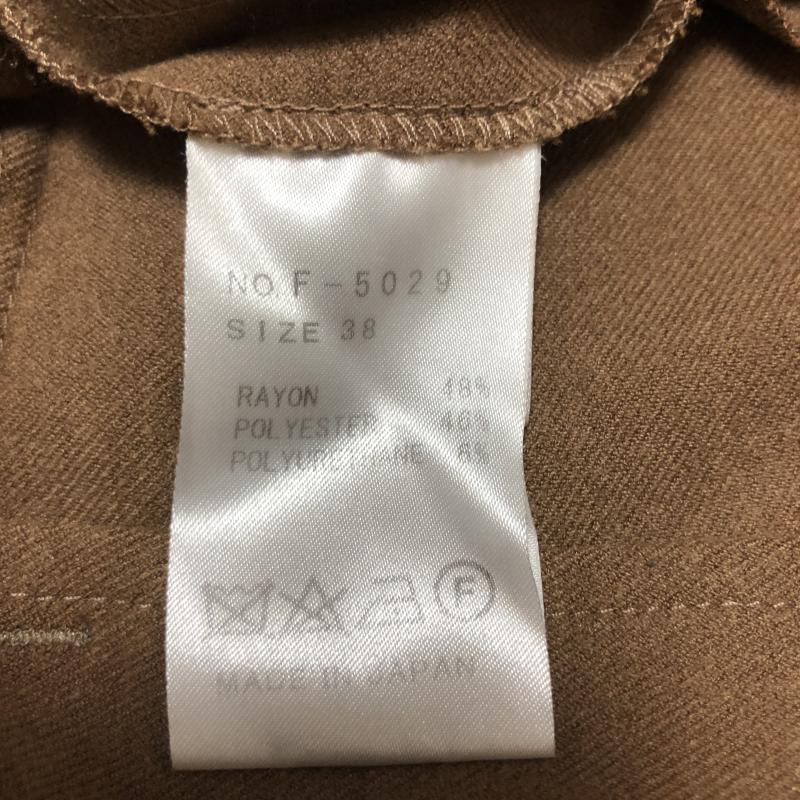 NO. F-5029
SIZE 38
RAYON 48%
POLYESTER 46%
POLYURETHANE 6%
F
MADE IN JAPAN